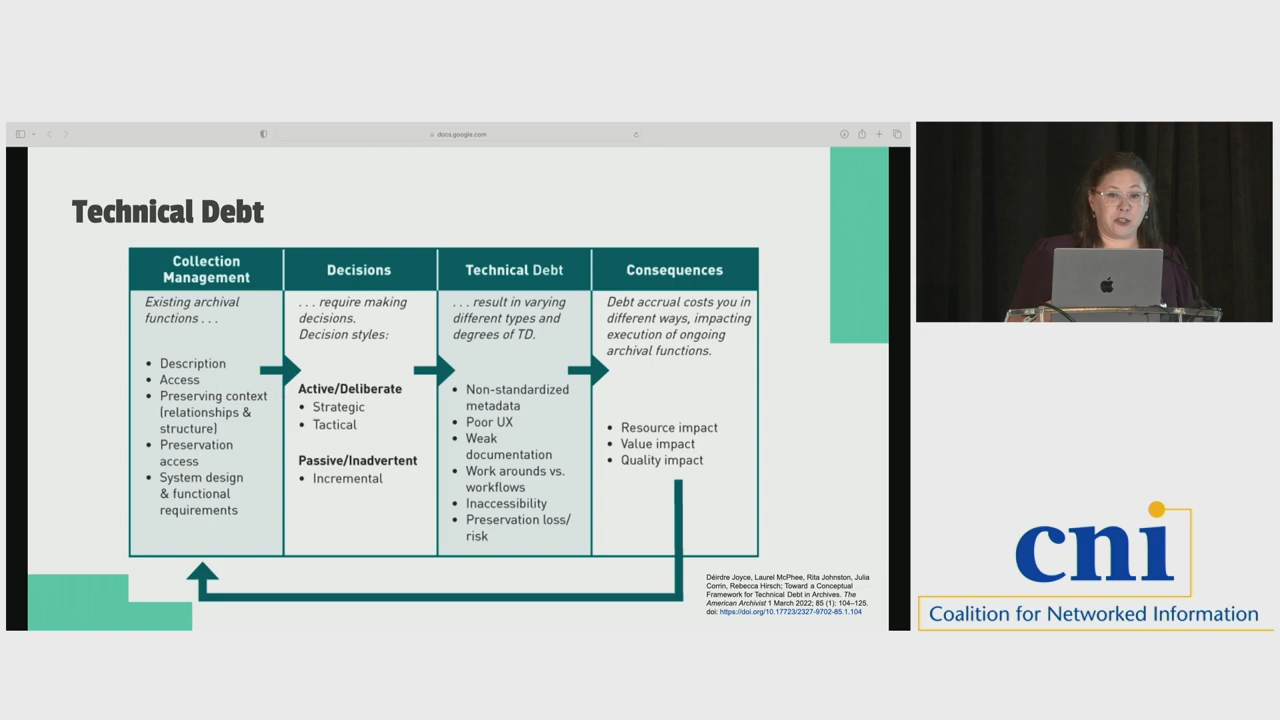 docs.google.com
Technical Debt
Collection
Management
Decisions
Technical Debt
Consequences
Existing archival
functions . . .
• Description
• Access
• Preserving context
(relationships &
structure)
• Preservation
access
• System design
& functional
requirements
. . . require making
decisions.
Decision styles:
Active/Deliberate
• Strategic
• Tactical
Passive/Inadvertent
• Incremental
. . . result in varying
different types and
degrees of TD.
• Non-standardized
metadata
• Poor UX
• Weak
documentation
• Work arounds vs.
workflows
• Inaccessibility
• Preservation loss/
risk
Debt accrual costs you in
different ways, impacting
execution of ongoing
archival functions.
• Resource impact
• Value impact
• Quality impact
Déirdre Joyce, Laurel McPhee, Rita Johnston, Julia
Corrin, Rebecca Hirsch; Toward a Conceptual
Framework for Technical Debt in Archives. The
American Archivist 1 March 2022; 85 (1): 104–125.
doi: https://doi.org/10.17723/2327-9702-85.1.104
cni
Coalition for Networked Information